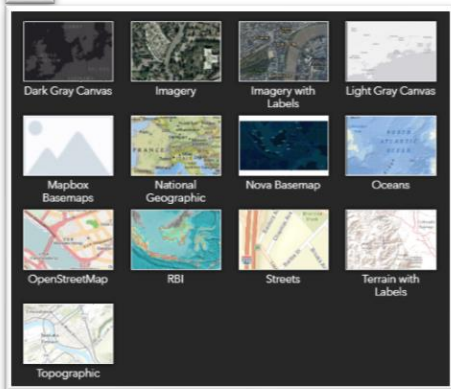 Dark Gray Canvas
Imagery
Imagery with
Labels
Light Gray Canvas
Mapbox
Basemaps
National
Geographic
Nova Basemap
Oceans
OpenStreetMap
RBI
Streets
Terrain with
Labels
Topographic